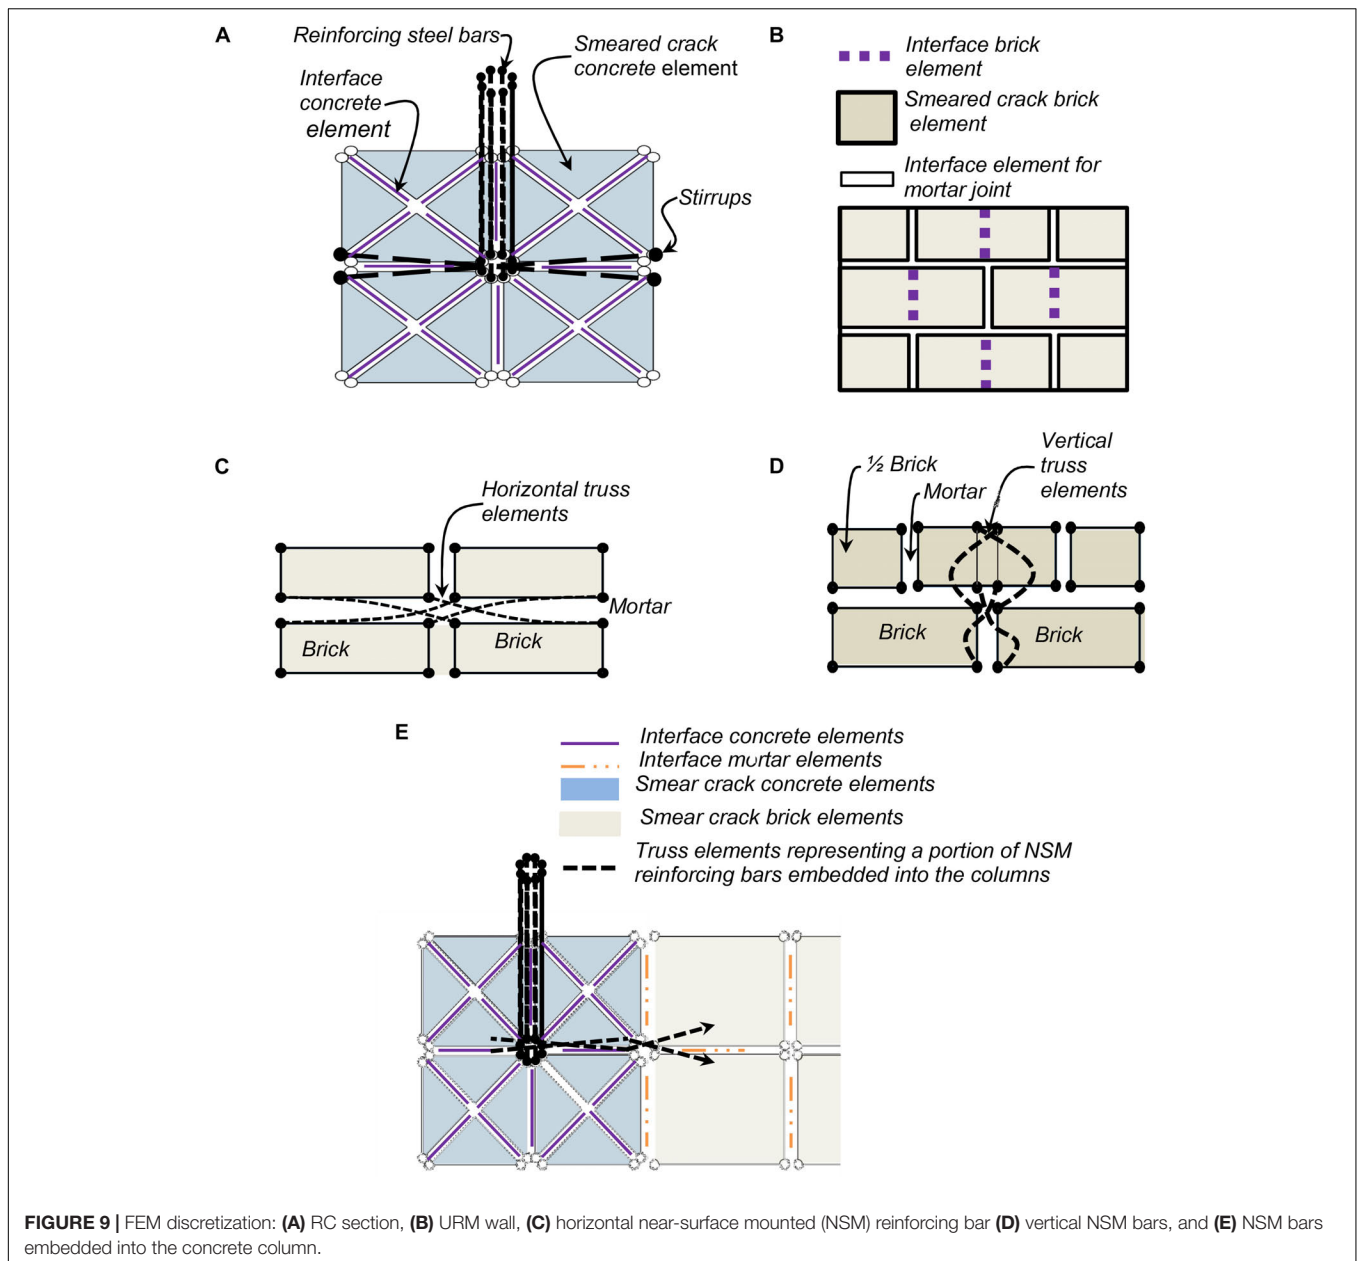 A
Reinforcing steel bars
Smeared crack
concrete element
Interface
concrete
element
Stirrups
B
Interface brick
element
Smeared crack brick
element
Interface element for
mortar joint
C
Horizontal truss
elements
Mortar
Brick
Brick
D
½ Brick
Mortar
Vertical
truss
elements
Brick
Brick
E
Interface concrete elements
Interface mortar elements
Smear crack concrete elements
Smear crack brick elements
Truss elements representing a portion of NSM
reinforcing bars embedded into the columns
FIGURE 9 | FEM discretization: (A) RC section, (B) URM wall, (C) horizontal near-surface mounted (NSM) reinforcing bar (D) vertical NSM bars, and (E) NSM bars
embedded into the concrete column.